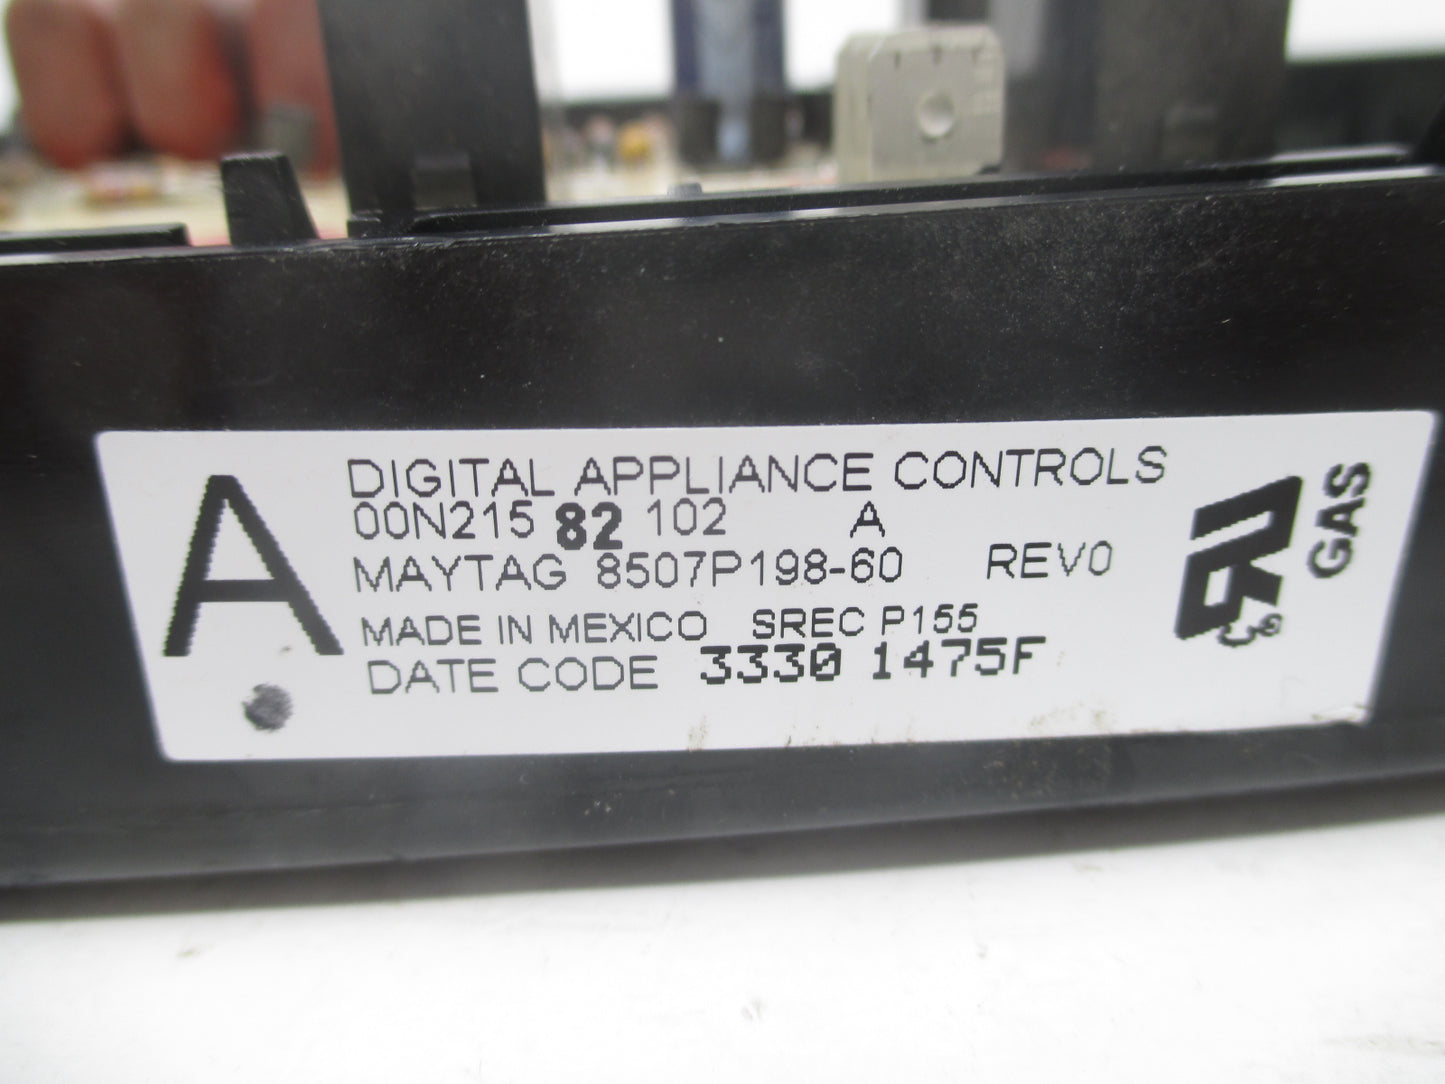 A
DIGITAL APPLIANCE CONTROLS
00N215 82 102 A
MAYTAG 8507P198-60 REV0
MADE IN MEXICO SREC P155
DATE CODE 3330 1475F
GAS